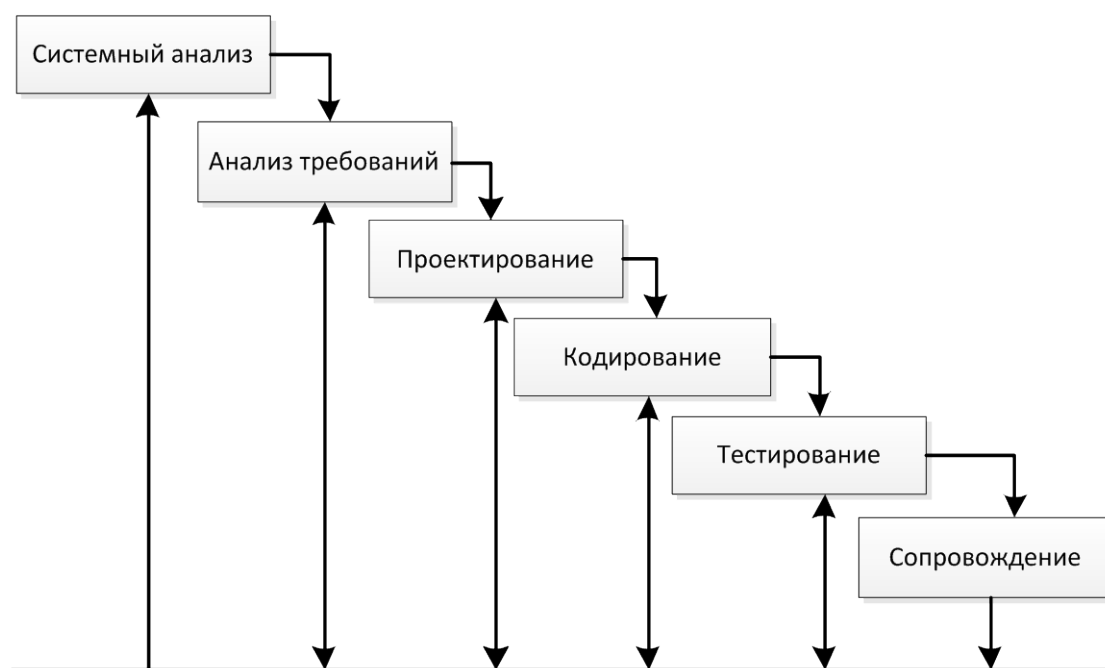 Системный анализ
Анализ требований
Проектирование
Кодирование
Тестирование
Сопровождение